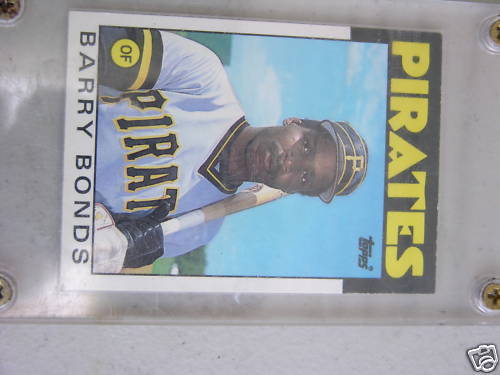 PIRATES
topps
PIRAT
OF
BARRY BONDS